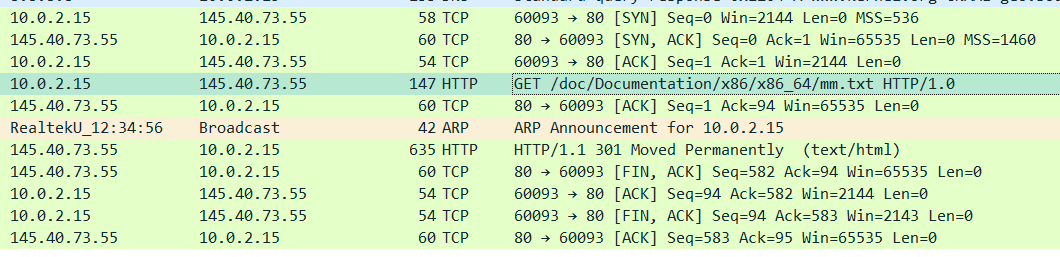 10.0.2.15 145.40.73.55 58 TCP 60093 → 80 [SYN] Seq=0 Win=2144 Len=0 MSS=536
145.40.73.55 10.0.2.15 60 TCP 80 → 60093 [SYN, ACK] Seq=0 Ack=1 Win=65535 Len=0 MSS=1460
10.0.2.15 145.40.73.55 54 TCP 60093 → 80 [ACK] Seq=1 Ack=1 Win=2144 Len=0
10.0.2.15 145.40.73.55 147 HTTP GET /doc/Documentation/x86/x86_64/mm.txt HTTP/1.0
145.40.73.55 10.0.2.15 60 TCP 80 → 60093 [ACK] Seq=1 Ack=94 Win=65535 Len=0
RealtekU_12:34:56 Broadcast 42 ARP ARP Announcement for 10.0.2.15
145.40.73.55 10.0.2.15 635 HTTP HTTP/1.1 301 Moved Permanently (text/html)
145.40.73.55 10.0.2.15 60 TCP 80 → 60093 [FIN, ACK] Seq=582 Ack=94 Win=65535 Len=0
10.0.2.15 145.40.73.55 54 TCP 60093 → 80 [ACK] Seq=94 Ack=582 Win=2144 Len=0
10.0.2.15 145.40.73.55 54 TCP 60093 → 80 [FIN, ACK] Seq=94 Ack=583 Win=2143 Len=0
145.40.73.55 10.0.2.15 60 TCP 80 → 60093 [ACK] Seq=583 Ack=95 Win=65535 Len=0